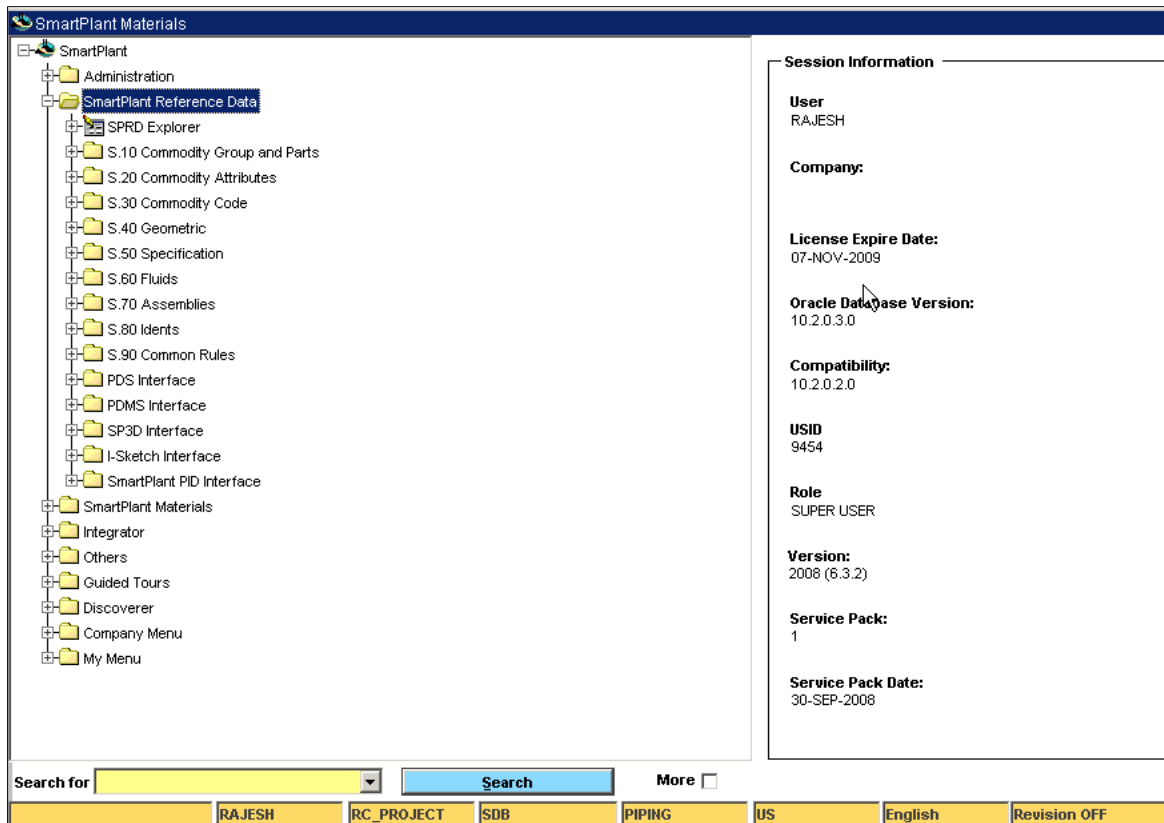 SmartPlant Materials
SmartPlant
Administration
SmartPlant Reference Data
SPRD Explorer
S.10 Commodity Group and Parts
S.20 Commodity Attributes
S.30 Commodity Code
S.40 Geometric
S.50 Specification
S.60 Fluids
S.70 Assemblies
S.80 Idents
S.90 Common Rules
PDS Interface
PDMS Interface
SP3D Interface
I-Sketch Interface
SmartPlant PID Interface
SmartPlant Materials
Integrator
Others
Guided Tours
Discoverer
Company Menu
My Menu
Session Information
User
RAJESH
Company:
License Expire Date:
07-NOV-2009
Oracle Database Version:
10.2.0.3.0
Compatibility:
10.2.0.2.0
USID
9454
Role
SUPER USER
Version:
2008 (6.3.2)
Service Pack:
1
Service Pack Date:
30-SEP-2008
Search for Search More
RAJESH RC_PROJECT SDB PIPING US English Revision OFF